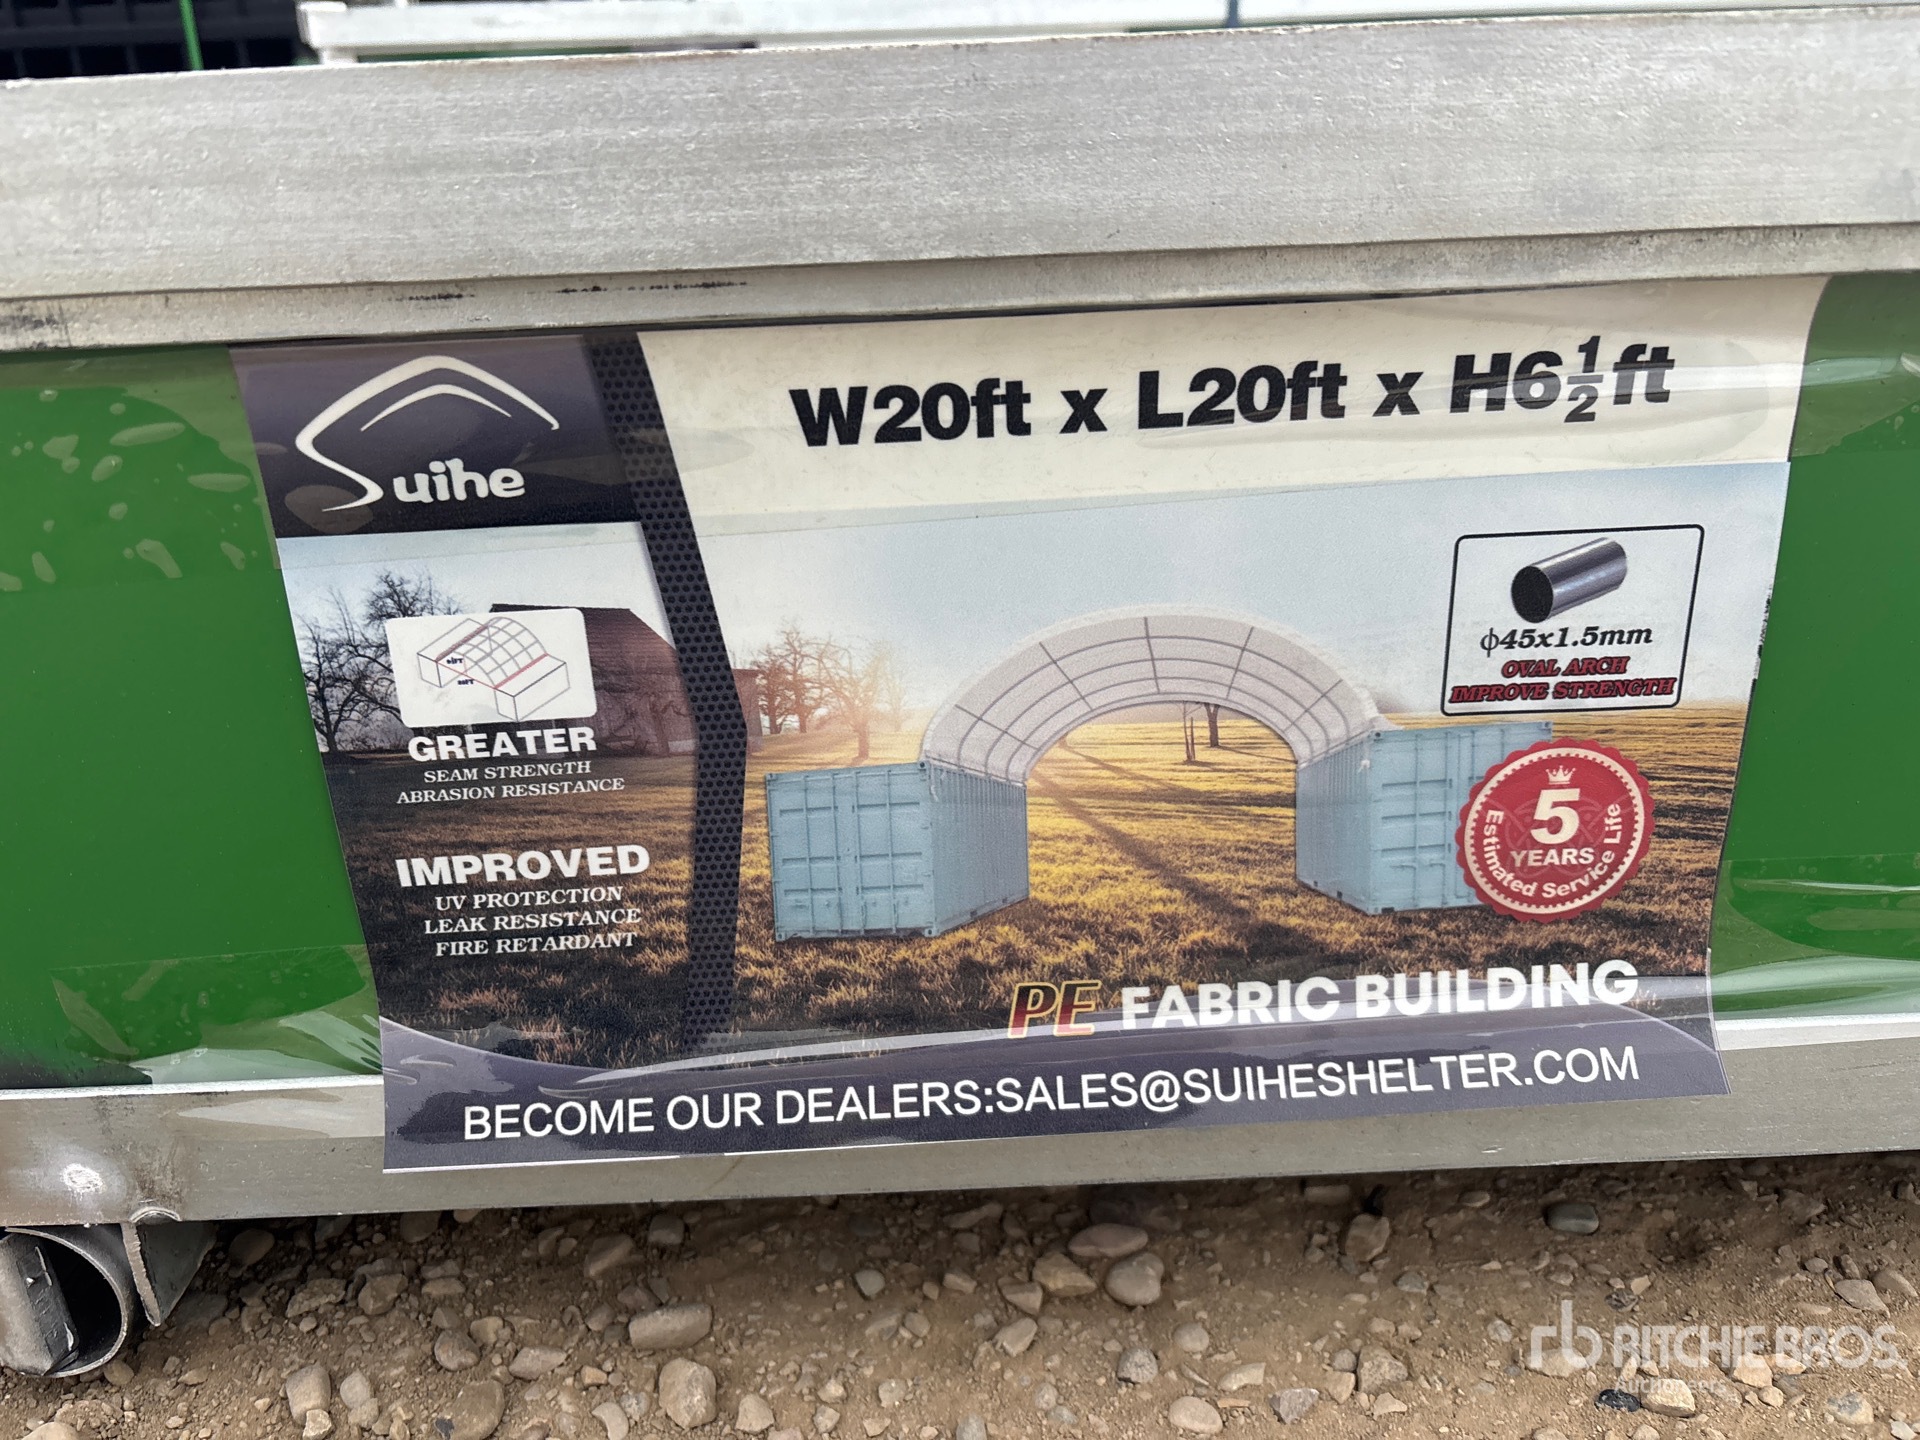 Suihe
W20ft x L20ft x H6½ft
ϕ45x1.5mm
OVAL ARCH
IMPROVE STRENGTH
GREATER
SEAM STRENGTH
ABRASION RESISTANCE
IMPROVED
UV PROTECTION
LEAK RESISTANCE
FIRE RETARDANT
5
YEARS
Estimated Service Life
PE FABRIC BUILDING
BECOME OUR DEALERS:SALES@SUIHESHELTER.COM
rb RITCHIE BROS.
Auctioneers